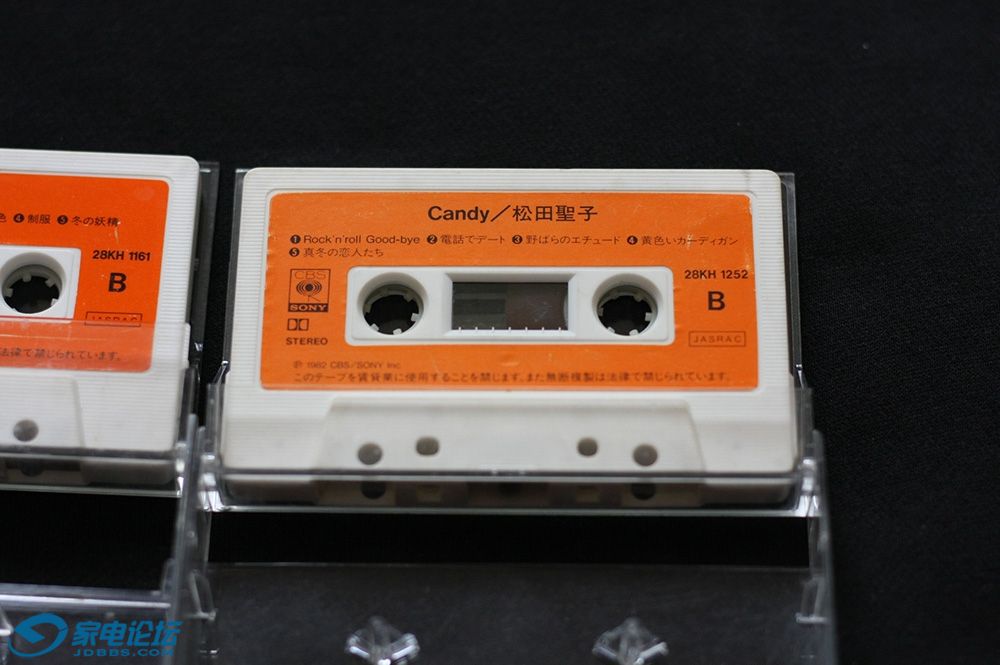 色 ❹制服 ❺冬の妖精
28KH 1161
B
JASRAC
法律で禁じられています。
Candy／松田聖子
❶Rock'n'roll Good-bye ❷電話でデート ❸野ばらのエチュード ❹黄色いカーディガン
❺真冬の恋人たち
CBS
SONY
STEREO
28KH 1252
B
JASRAC
Ⓟ 1982 CBS/SONY Inc
このテープを賃貸業に使用することを禁じます。また無断複製は法律で禁じられています。
家电论坛
JDBBS.COM